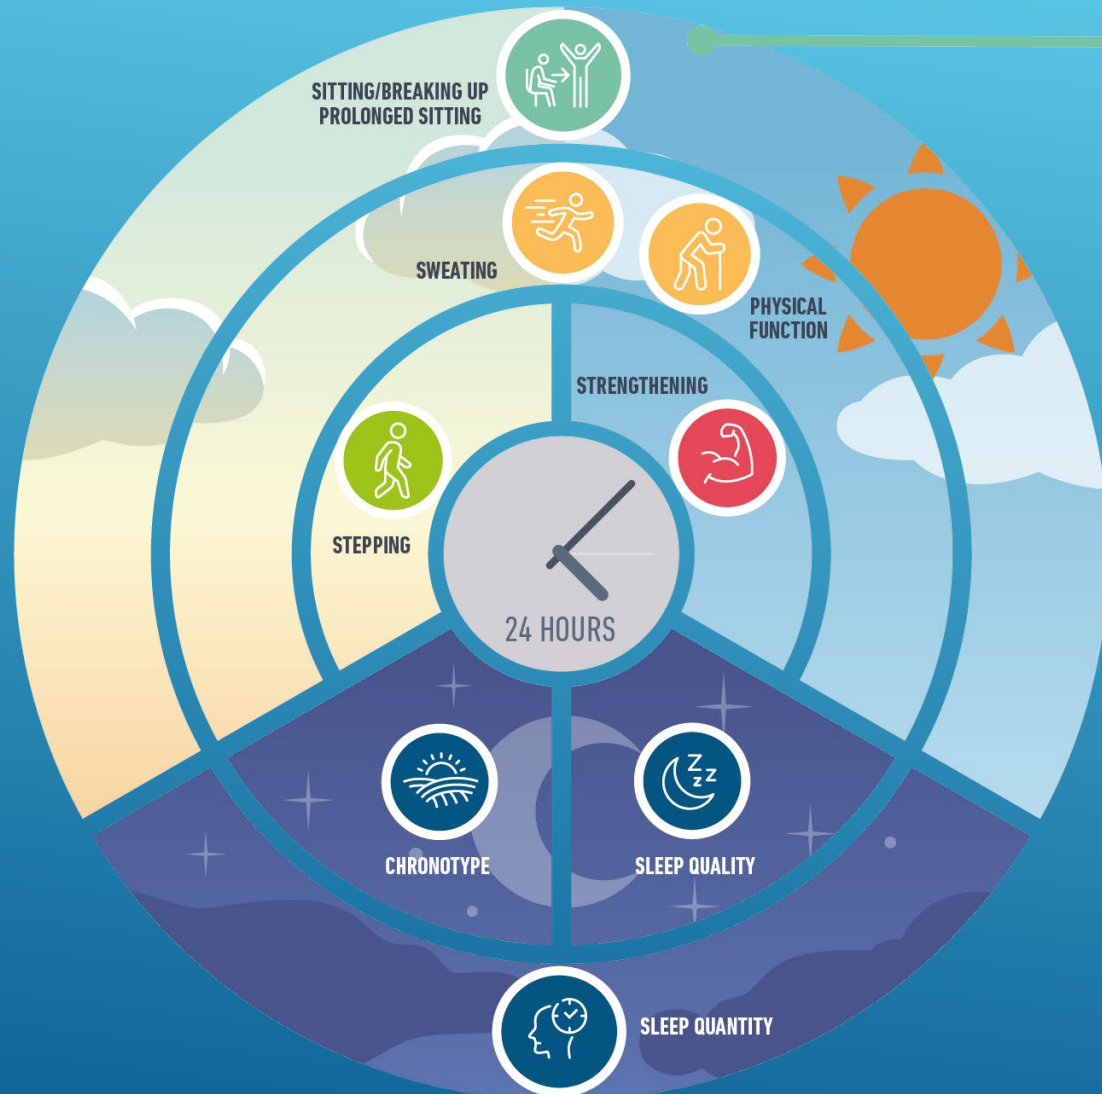 SITTING/BREAKING UP
PROLONGED SITTING
SWEATING
PHYSICAL
FUNCTION
STRENGTHENING
STEPPING
24 HOURS
CHRONOTYPE
SLEEP QUALITY
SLEEP QUANTITY
Z Z Z